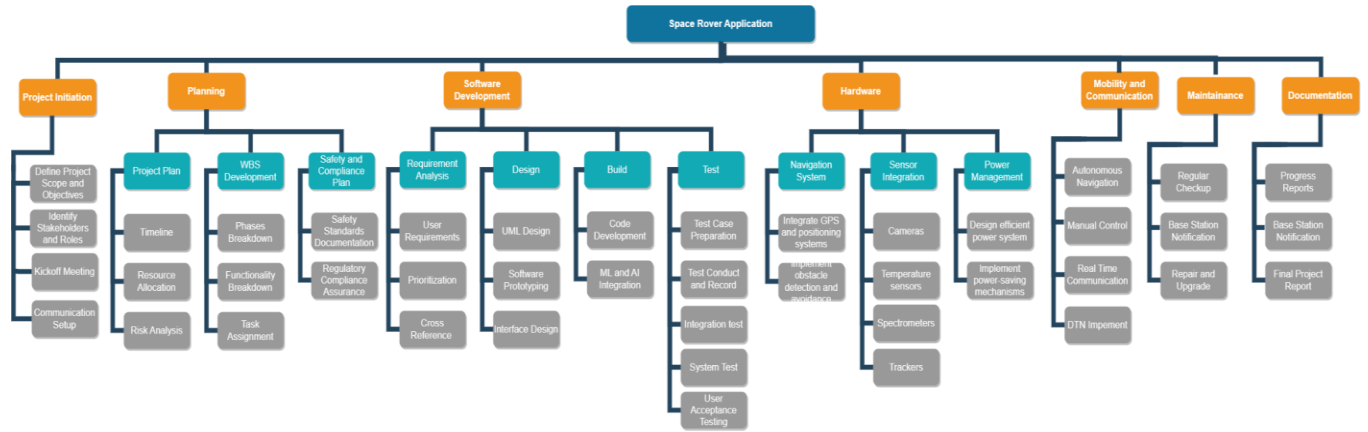 Space Rover Application
Project Initiation
Planning
Software
Development
Hardware
Mobility and
Communication
Maintainance
Documentation
Define Project
Scope and
Objectives
Identify
Stakeholders
and Roles
Kickoff Meeting
Communication
Setup
Project Plan
Timeline
Resource
Allocation
Risk Analysis
WBS
Development
Phases
Breakdown
Functionality
Breakdown
Task
Assignment
Safety and
Compliance
Plan
Safety
Standards
Documentation
Regulatory
Compliance
Assurance
Requirement
Analysis
User
Requirements
Prioritization
Cross
Reference
Design
UML Design
Software
Prototyping
Interface Design
Build
Code
Development
ML and AI
Integration
Test
Test Case
Preparation
Test Conduct
and Record
Integration test
System Test
User
Acceptance
Testing
Navigation
System
Integrate GPS
and positioning
systems
Implement
obstacle
detection and
avoidance
Sensor
Integration
Cameras
Temperature
sensors
Spectrometers
Trackers
Power
Management
Design efficient
power system
Implement
power-saving
mechanisms
Autonomous
Navigation
Manual Control
Real Time
Communication
DTN Impement
Regular
Checkup
Base Station
Notification
Repair and
Upgrade
Progress
Reports
Base Station
Notification
Final Project
Report